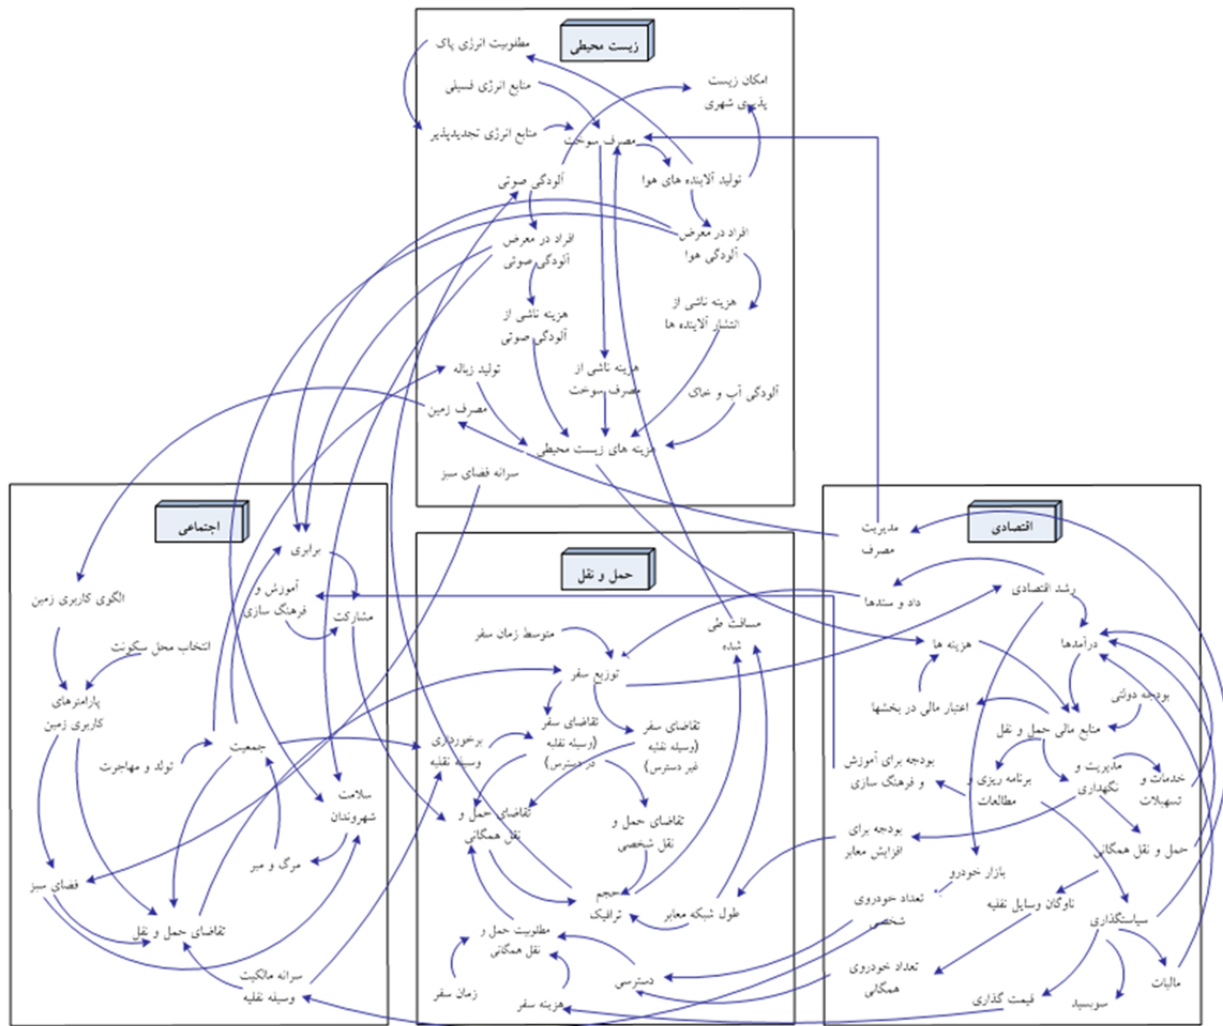 زیست محیطی
مطلوبیت انرژی پاک
منابع انرژی فسیلی
امکان زیست
پذیری شهری
منابع انرژی تجدیدپذیر
مصرف سوخت
آلودگی صوتی
تولید آلاینده های هوا
افراد در معرض
آلودگی صوتی
افراد در معرض
آلودگی هوا
هزینه ناشی از
آلودگی صوتی
هزینه ناشی از
انتشار آلاینده ها
تولید زباله
هزینه ناشی از
مصرف سوخت
مصرف زمین
آلودگی آب و خاک
هزینه های زیست محیطی
سرانه فضای سبز
اجتماعی
برابری
الگوی کاربری زمین
آموزش و
فرهنگ سازی
مشارکت
انتخاب محل سکونت
پارامترهای
کاربری زمین
جمعیت
تولد و مهاجرت
سلامت
شهروندان
مرگ و میر
فضای سبز
تقاضای حمل و نقل
سرانه مالکیت
وسیله نقلیه
حمل و نقل
متوسط زمان سفر
مسافت طی
شده
توزیع سفر
برخورداری
وسیله نقلیه
تقاضای سفر
(وسیله نقلیه
در دسترس)
تقاضای سفر
(وسیله نقلیه
غیر دسترس)
تقاضای حمل و
نقل همگانی
تقاضای حمل و
نقل شخصی
حجم
ترافیک
طول شبکه معابر
مطلوبیت حمل و
نقل همگانی
زمان سفر
هزینه سفر
دسترسی
اقتصادی
مدیریت
مصرف
رشد اقتصادی
داد و ستدها
درآمدها
هزینه ها
بودجه دولتی
اعتبار مالی در بخشها
منابع مالی حمل و نقل
بودجه برای آموزش
و فرهنگ سازی
برنامه ریزی و
مطالعات
مدیریت و
نگهداری
خدمات و
تسهیلات
بودجه برای
افزایش معابر
حمل و نقل همگانی
بازار خودرو
تعداد خودروی
شخصی
ناوگان وسایل نقلیه
سیاستگذاری
تعداد خودروی
همگانی
مالیات
قیمت گذاری
سوبسید